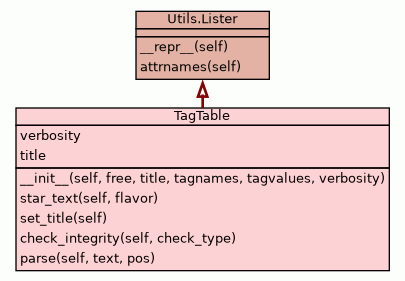 Utils.Lister
__repr__(self)
attrnames(self)
TagTable
verbosity
title
__init__(self, free, title, tagnames, tagvalues, verbosity)
star_text(self, flavor)
set_title(self)
check_integrity(self, check_type)
parse(self, text, pos)